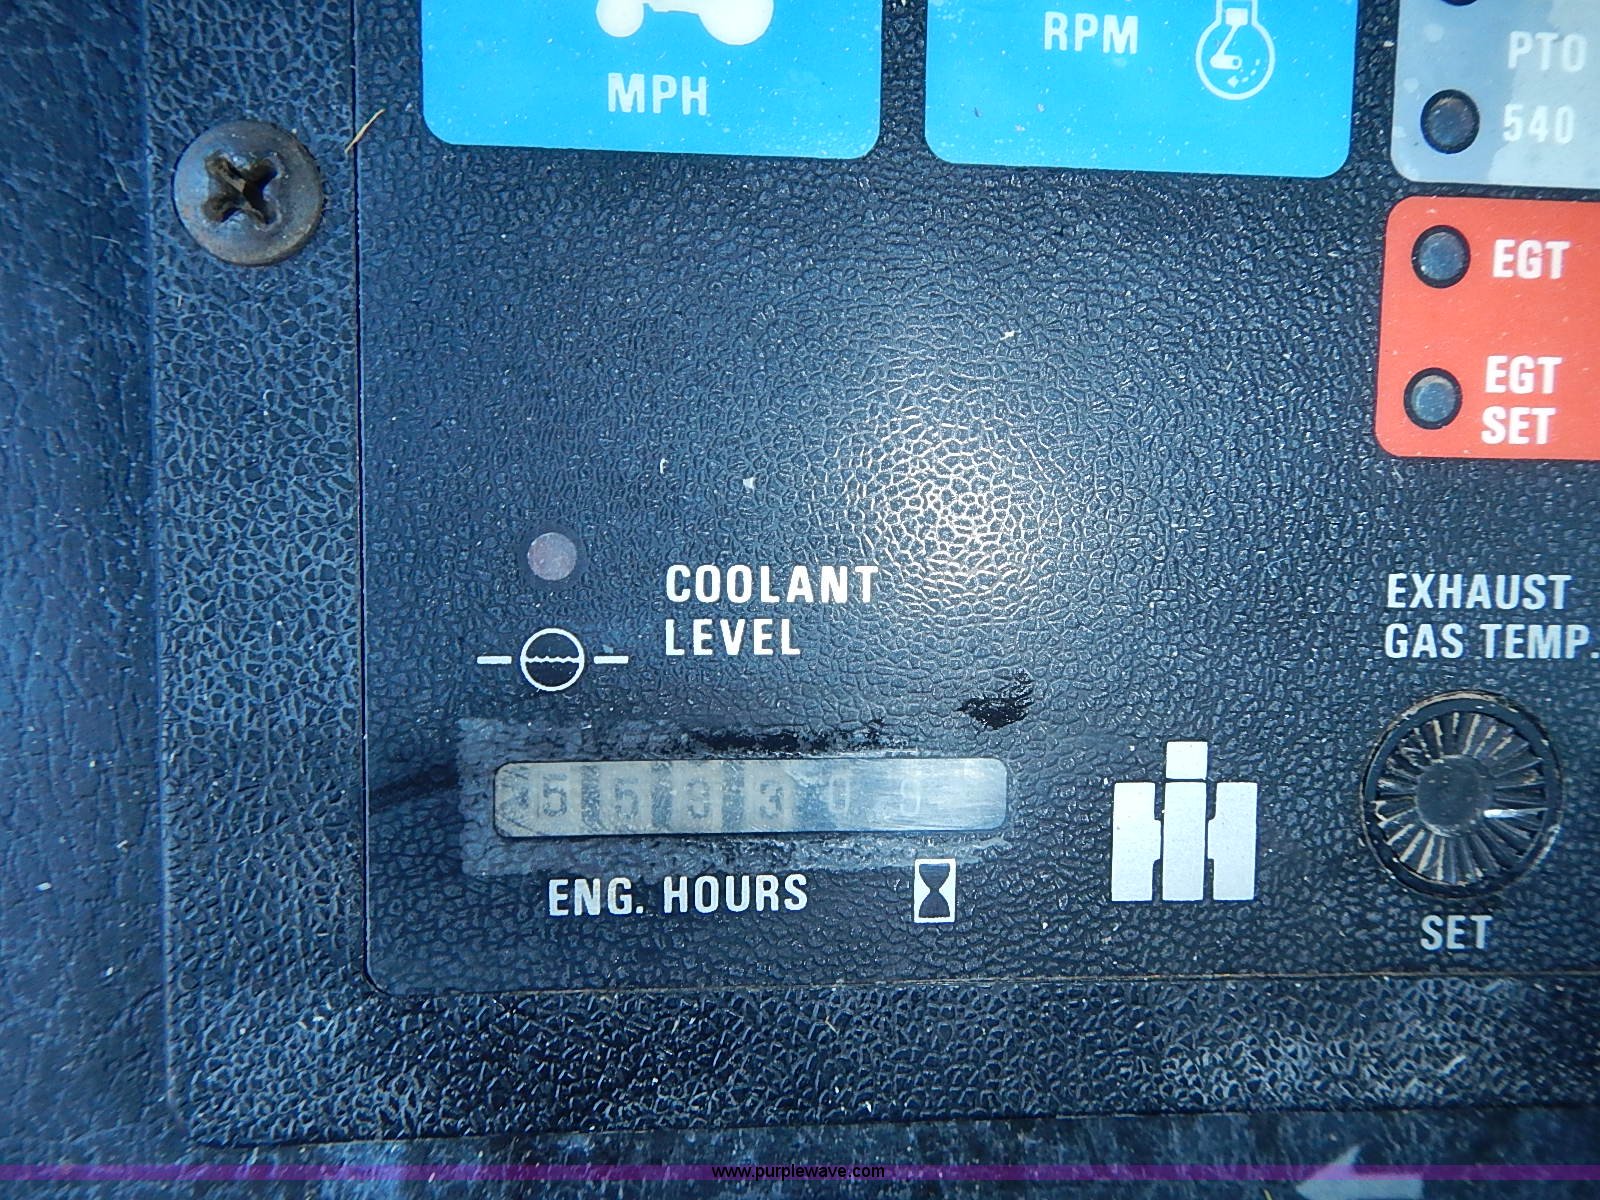 MPH
RPM
PTO
540
EGT
EGT
SET
COOLANT
LEVEL
EXHAUST
GAS TEMP.
ENG. HOURS
SET
www.purplewave.com